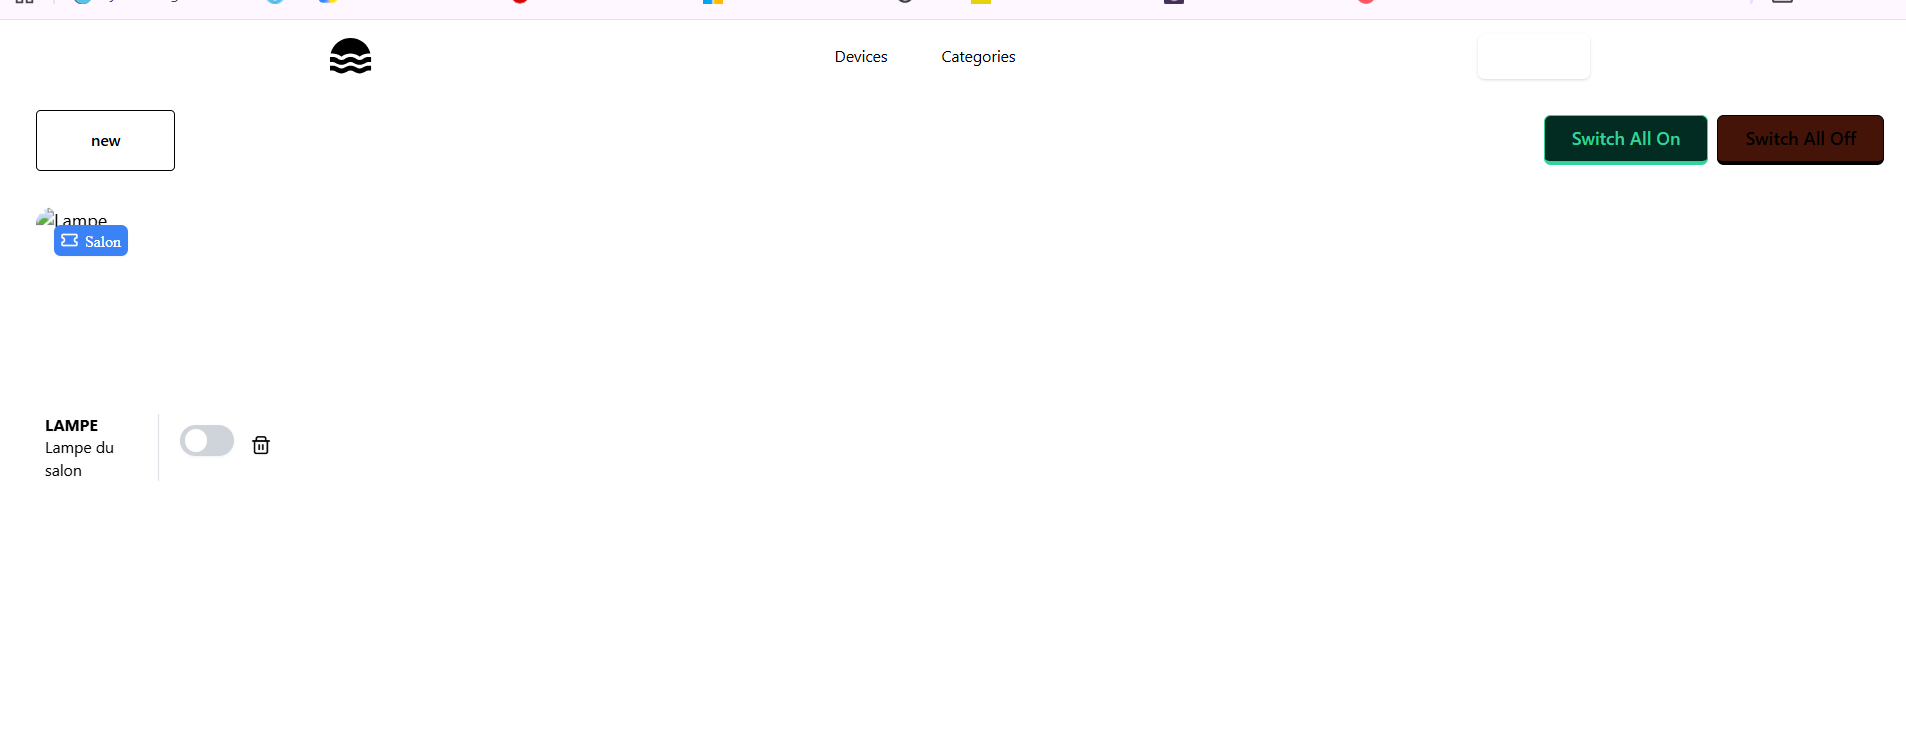 Devices
Categories
new
Switch All On
Switch All Off
Lampe
Salon
LAMPE
Lampe du
salon